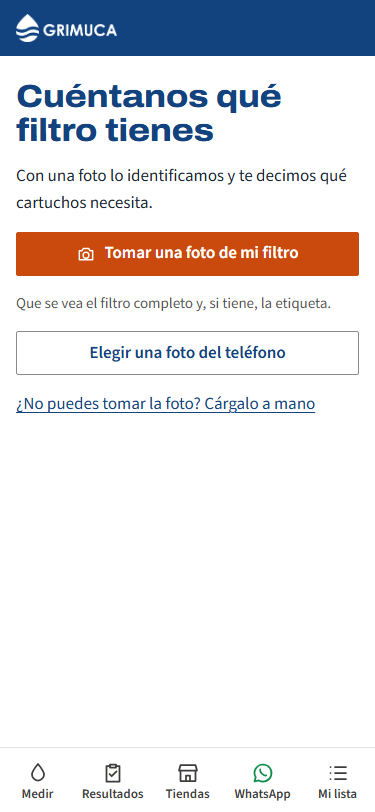 GRIMUCA
Cuéntanos qué
filtro tienes
Con una foto lo identificamos y te decimos qué
cartuchos necesita.
Tomar una foto de mi filtro
Que se vea el filtro completo y, si tiene, la etiqueta.
Elegir una foto del teléfono
¿No puedes tomar la foto? Cárgalo a mano
Medir Resultados Tiendas WhatsApp Mi lista